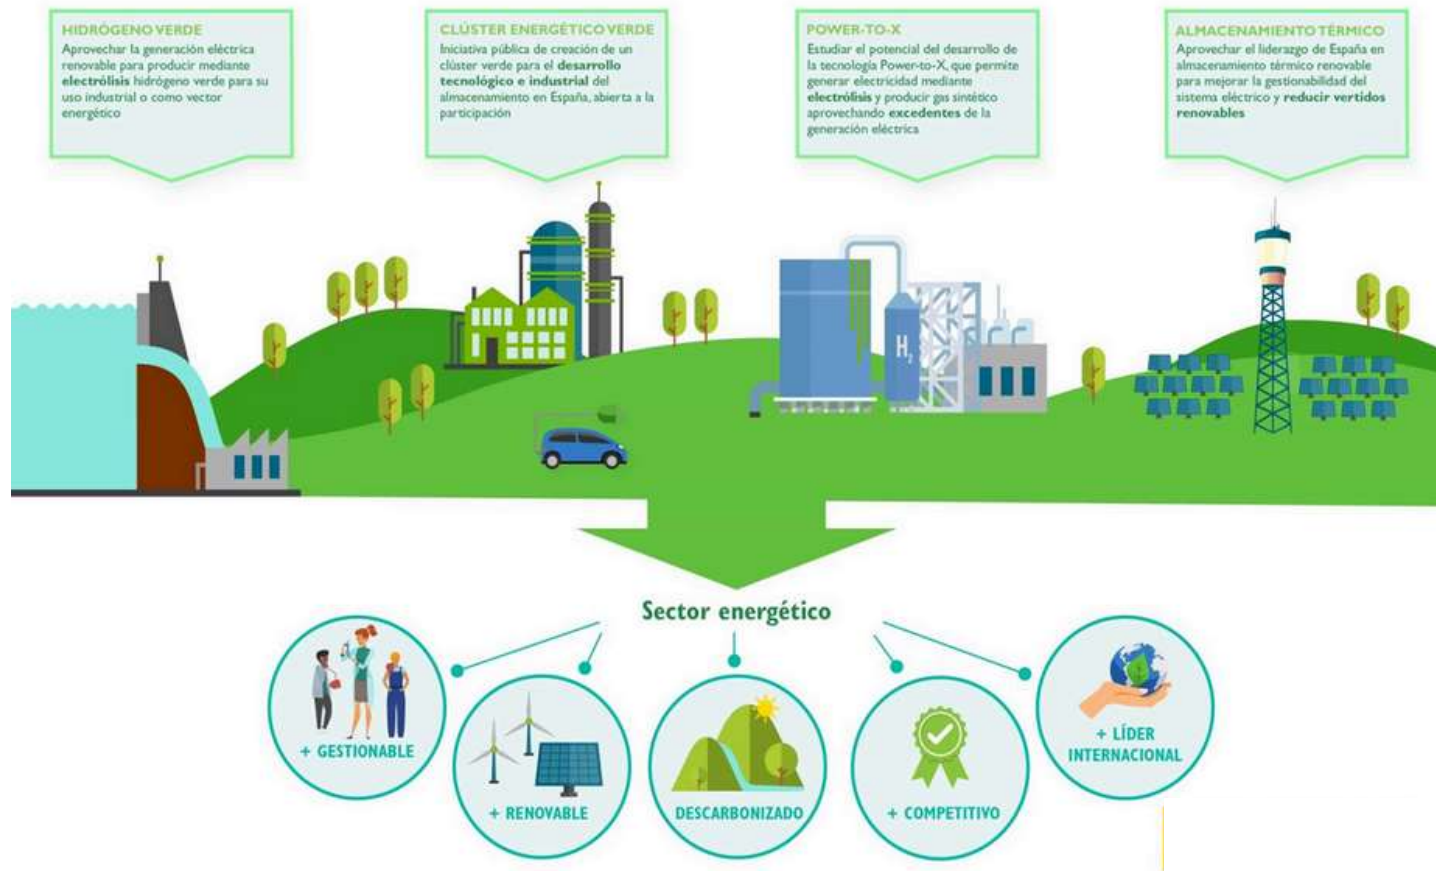 HIDRÓGENO VERDE
Aprovechar la generación eléctrica
renovable para producir mediante
electrólisis hidrógeno verde para su
uso industrial o como vector
energético
CLÚSTER ENERGÉTICO VERDE
Iniciativa pública de creación de un
clúster verde para el desarrollo
tecnológico e industrial del
almacenamiento en España, abierta a la
participación
POWER-TO-X
Estudiar el potencial del desarrollo de
la tecnología Power-to-X, que permite
generar electricidad mediante
electrólisis y producir gas sintético
aprovechando excedentes de la
generación eléctrica
ALMACENAMIENTO TÉRMICO
Aprovechar el liderazgo de España en
almacenamiento térmico renovable
para mejorar la gestionabilidad del
sistema eléctrico y reducir vertidos
renovables
H2
Sector energético
+ GESTIONABLE
+ RENOVABLE
DESCARBONIZADO
+ COMPETITIVO
+ LÍDER
INTERNACIONAL